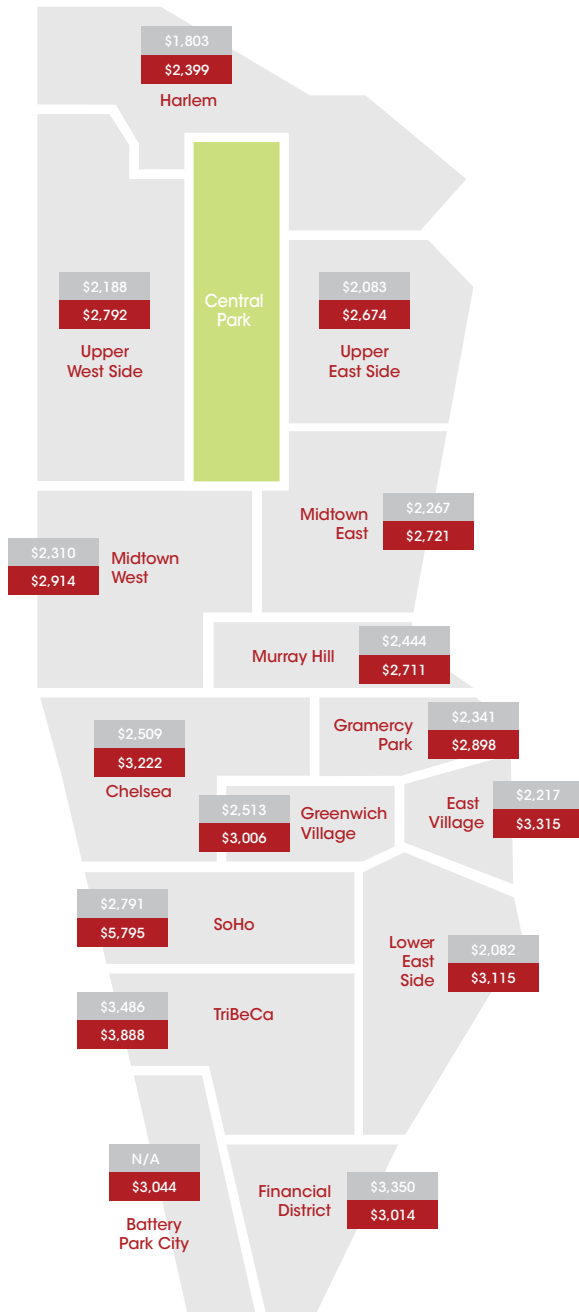 $1,803
$2,399
Harlem
$2,188
$2,792
Upper
West Side
Central
Park
$2,083
$2,674
Upper
East Side
Midtown
East
$2,267
$2,721
$2,310
$2,914
Midtown
West
Murray Hill
$2,444
$2,711
$2,509
$3,222
Chelsea
Gramercy
Park
$2,341
$2,898
$2,513
$3,006
Greenwich
Village
East
Village
$2,217
$3,315
$2,791
$5,795
SoHo
Lower
East
Side
$2,082
$3,115
$3,486
$3,888
TriBeCa
N/A
$3,044
Battery
Park City
Financial
District
$3,350
$3,014